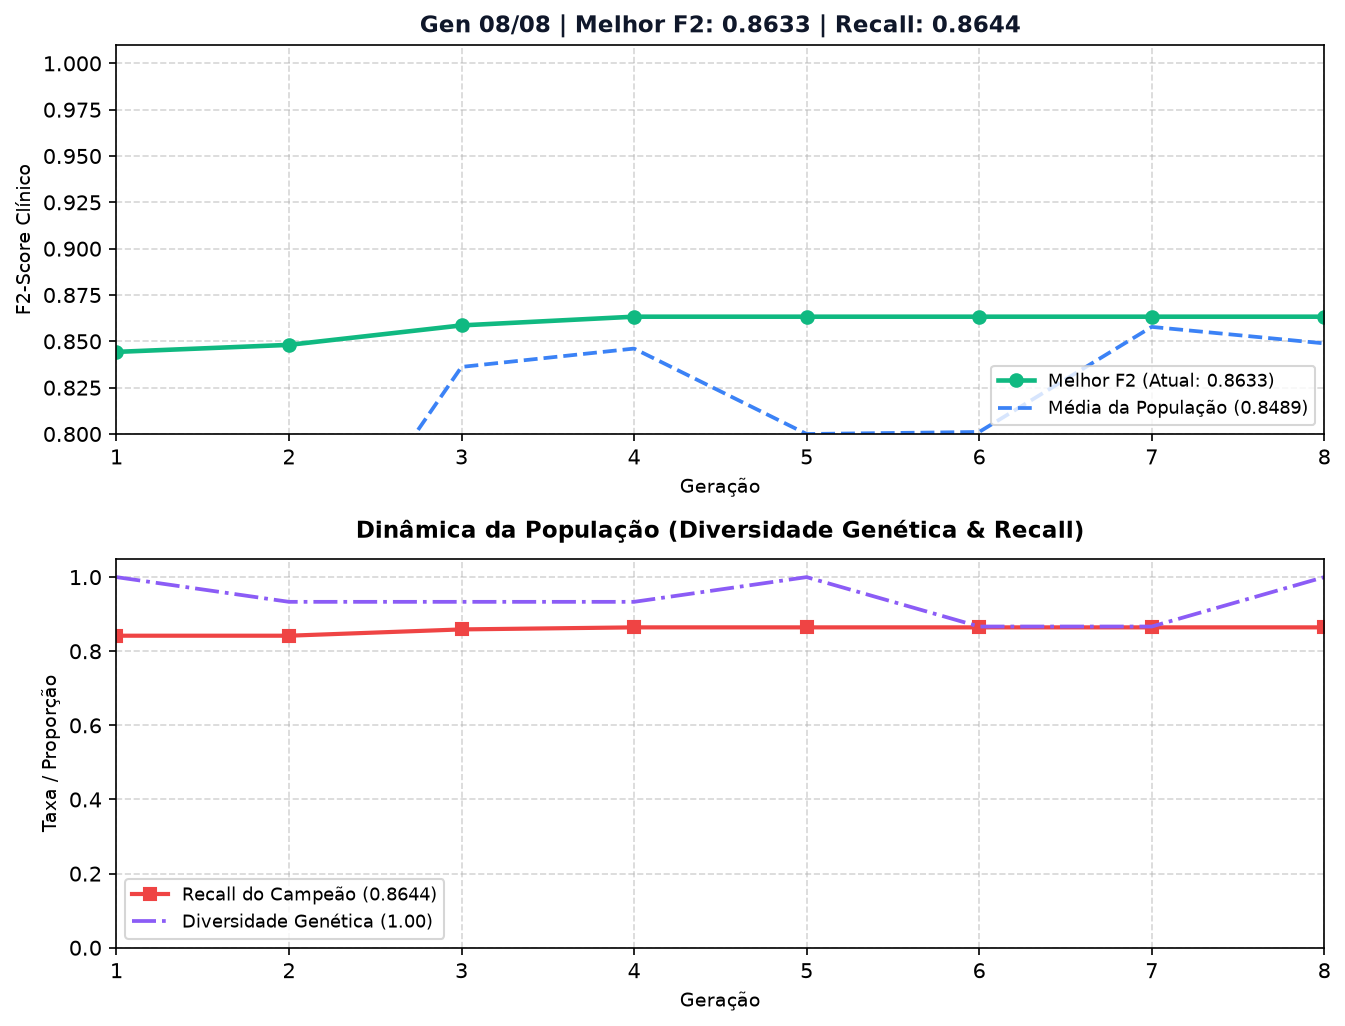 Gen 08/08 | Melhor F2: 0.8633 | Recall: 0.8644
F2-Score Clínico
1.000
0.975
0.950
0.925
0.900
0.875
0.850
0.825
0.800
Melhor F2 (Atual: 0.8633)
Média da População (0.8489)
1 2 3 4 5 6 7 8
Geração
Dinâmica da População (Diversidade Genética & Recall)
Taxa / Proporção
1.0
0.8
0.6
0.4
0.2
0.0
Recall do Campeão (0.8644)
Diversidade Genética (1.00)
1 2 3 4 5 6 7 8
Geração